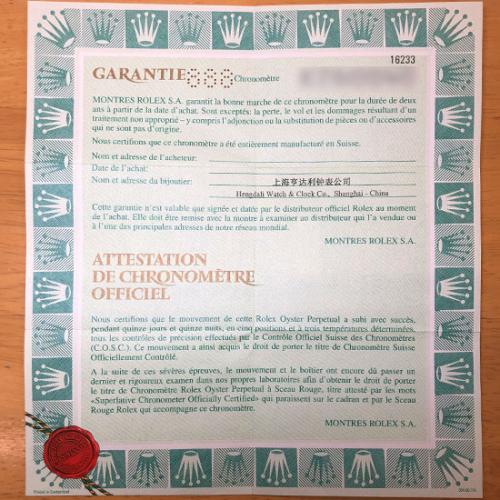 16233
GARANTIE 888 Chronomètre
MONTRES ROLEX S.A. garantit la bonne marche de ce chronomètre pour la durée de deux
ans à partir de la date d'achat. Sont exceptés: la perte, le vol et les dommages résultant d'un
traitement non approprié – y compris l'adjonction ou la substitution de pièces ou d'accessoires
qui ne sont pas d'origine.
Nous certifions que ce chronomètre a été entièrement manufacturé en Suisse.
Nom et adresse de l'acheteur:
Date de l'achat:
Nom et adresse du bijoutier: 上海亨达利钟表公司
Hengdali Watch & Clock Co., Shanghai - China
Cette garantie n'est valable que signée et datée par le distributeur officiel Rolex au moment
de l'achat. Elle doit être remise avec la montre à examiner au distributeur qui l'a vendue ou
à l'une des principales adresses de notre réseau mondial.
MONTRES ROLEX S.A.
ATTESTATION
DE CHRONOMÈTRE
OFFICIEL
Nous certifions que le mouvement de cette Rolex Oyster Perpetual a subi avec succès,
pendant quinze jours et quinze nuits, en cinq positions et à trois températures déterminées,
tous les contrôles de précision effectués par le Contrôle Officiel Suisse des Chronomètres
(C.O.S.C.). Ce mouvement a ainsi acquis le droit de porter le titre de Chronomètre Suisse
Officiellement Contrôlé.
A la suite de ces sévères épreuves, le mouvement et le boîtier ont encore dû passer un
dernier et rigoureux examen dans nos propres laboratoires afin d'obtenir le droit de porter
le titre de Chronomètre Rolex Oyster Perpetual à Sceau Rouge, titre attesté par les mots
«Superlative Chronometer Officially Certified» qui paraissent sur le cadran et par le Sceau
Rouge Rolex qui accompagne ce chronomètre.
MONTRES ROLEX S.A.
Printed in Switzerland